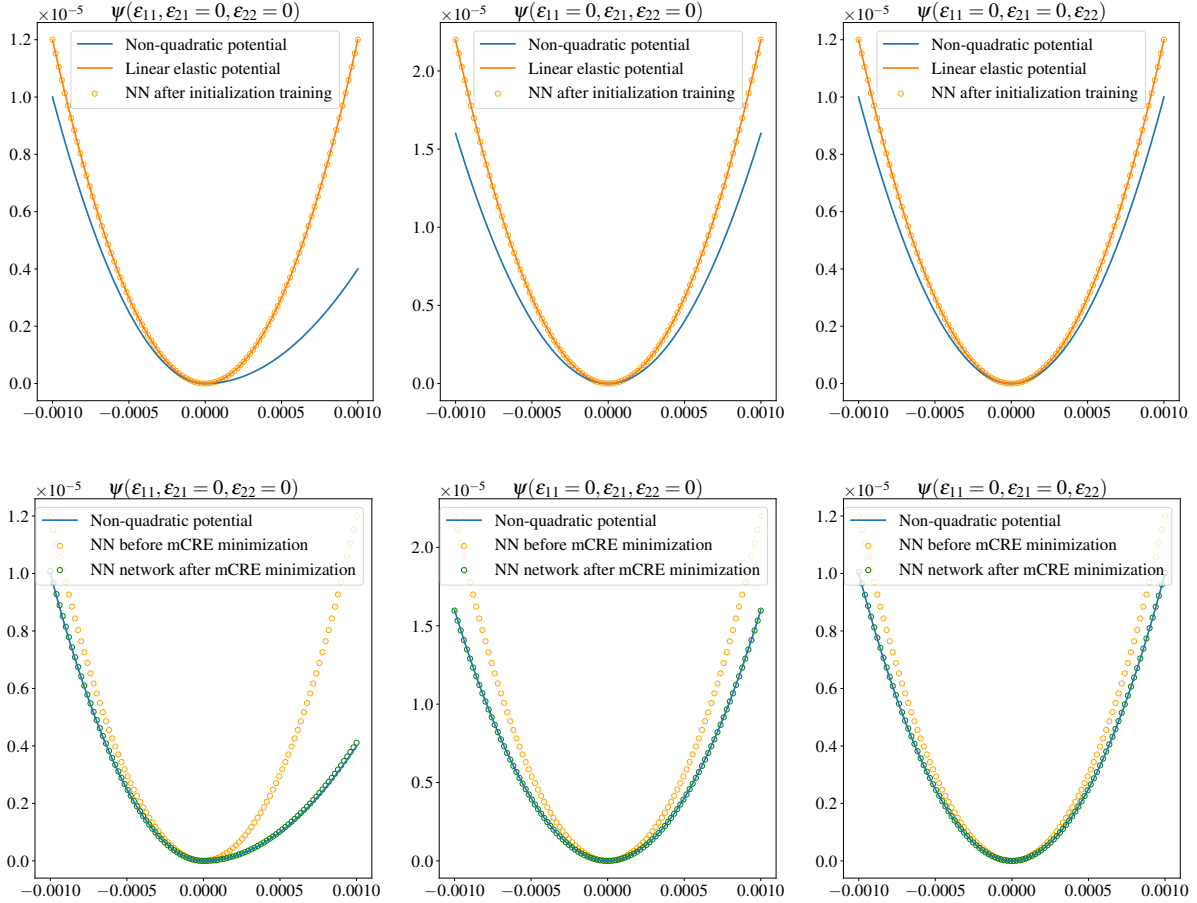 ψ(ε₁₁, ε₂₁ = 0, ε₂₂ = 0)
×10⁻⁵
Non-quadratic potential
Linear elastic potential
NN after initialization training
1.2
1.0
0.8
0.6
0.4
0.2
0.0
−0.0010 −0.0005 0.0000 0.0005 0.0010
ψ(ε₁₁ = 0, ε₂₁, ε₂₂ = 0)
×10⁻⁵
Non-quadratic potential
Linear elastic potential
NN after initialization training
2.0
1.5
1.0
0.5
0.0
−0.0010 −0.0005 0.0000 0.0005 0.0010
ψ(ε₁₁ = 0, ε₂₁ = 0, ε₂₂)
×10⁻⁵
Non-quadratic potential
Linear elastic potential
NN after initialization training
1.2
1.0
0.8
0.6
0.4
0.2
0.0
−0.0010 −0.0005 0.0000 0.0005 0.0010
ψ(ε₁₁, ε₂₁ = 0, ε₂₂ = 0)
×10⁻⁵
Non-quadratic potential
NN before mCRE minimization
NN network after mCRE minimization
1.2
1.0
0.8
0.6
0.4
0.2
0.0
−0.0010 −0.0005 0.0000 0.0005 0.0010
ψ(ε₁₁ = 0, ε₂₁, ε₂₂ = 0)
×10⁻⁵
Non-quadratic potential
NN before mCRE minimization
NN network after mCRE minimization
2.0
1.5
1.0
0.5
0.0
−0.0010 −0.0005 0.0000 0.0005 0.0010
ψ(ε₁₁ = 0, ε₂₁ = 0, ε₂₂)
×10⁻⁵
Non-quadratic potential
NN before mCRE minimization
NN network after mCRE minimization
1.2
1.0
0.8
0.6
0.4
0.2
0.0
−0.0010 −0.0005 0.0000 0.0005 0.0010